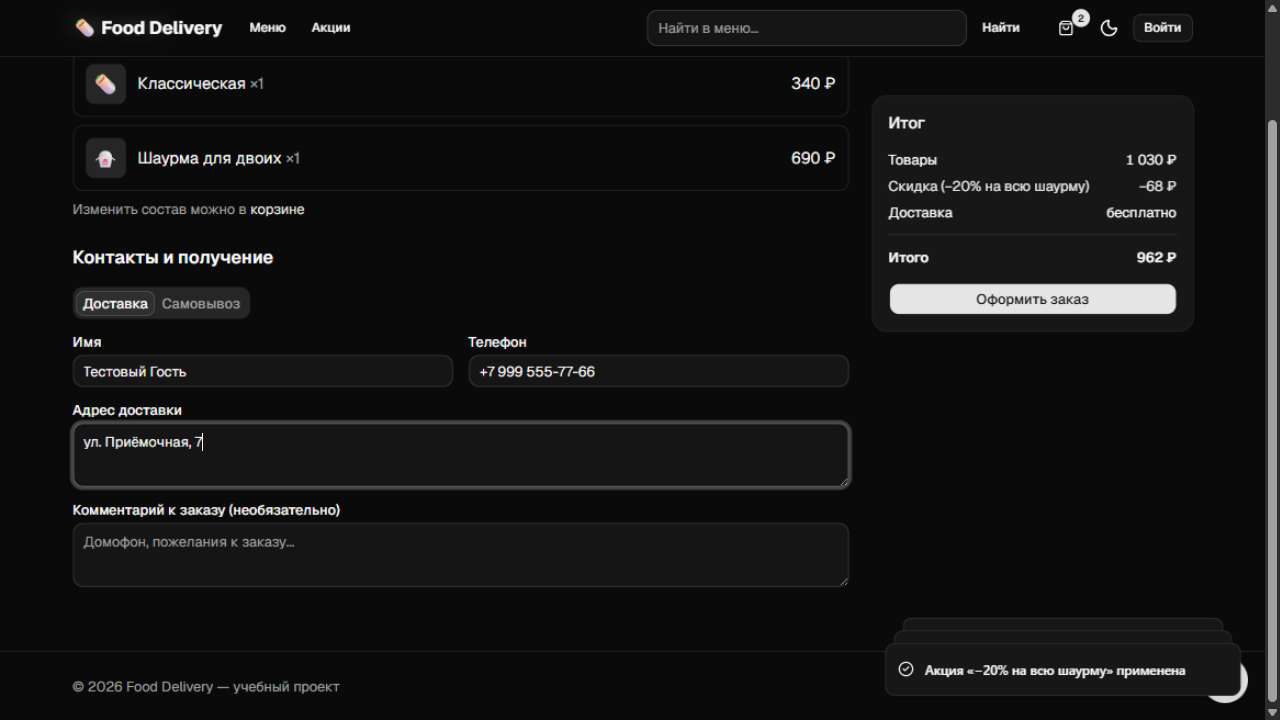 Food Delivery
Меню
Акции
Найти в меню...
Найти
2
Войти
Классическая ×1
340 ₽
Шаурма для двоих ×1
690 ₽
Изменить состав можно в корзине
Контакты и получение
Доставка
Самовывоз
Имя
Телефон
Тестовый Гость
+7 999 555-77-66
Адрес доставки
ул. Приёмочная, 7
Комментарий к заказу (необязательно)
Домофон, пожелания к заказу...
Итог
Товары
1 030 ₽
Скидка (−20% на всю шаурму)
−68 ₽
Доставка
бесплатно
Итого
962 ₽
Оформить заказ
Акция «−20% на всю шаурму» применена
© 2026 Food Delivery — учебный проект